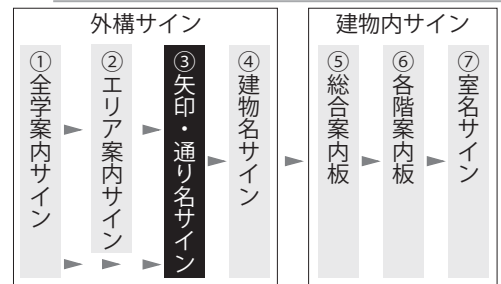 外構サイン
①全学案内サイン
②エリア案内サイン
③矢印・通り名サイン
④建物名サイン
建物内サイン
⑤総合案内板
⑥各階案内板
⑦室名サイン